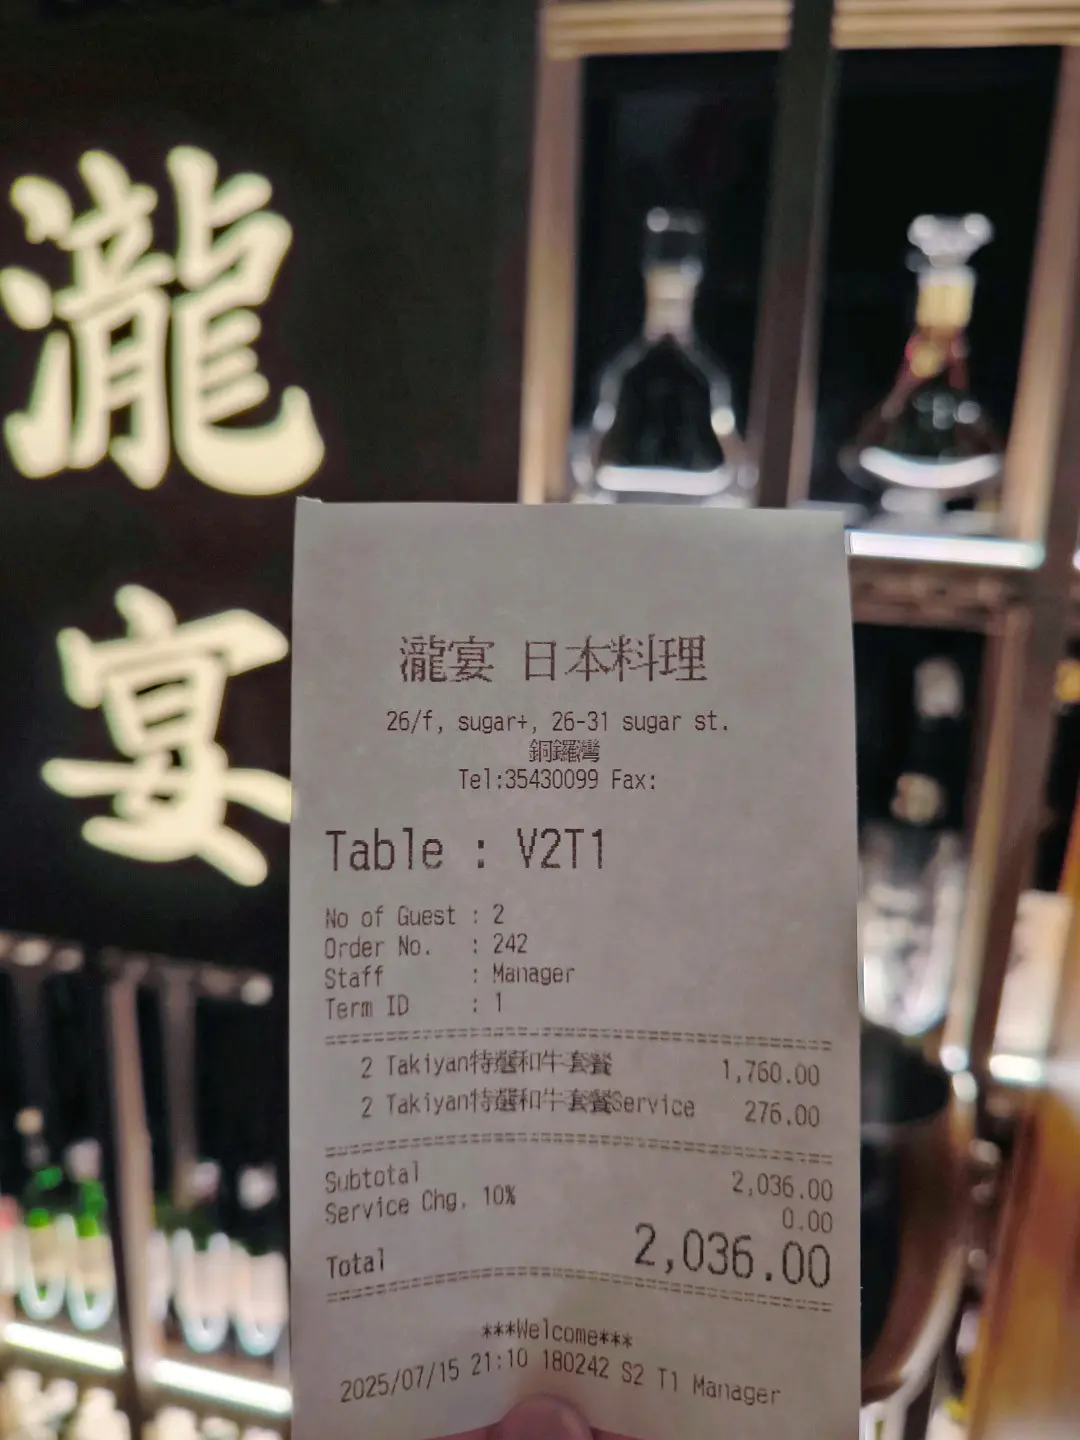 瀧宴
瀧宴 日本料理
26/f, sugar+, 26-31 sugar st.
銅鑼灣
Tel:35430099 Fax:
Table : V2T1
No of Guest : 2
Order No. : 242
Staff : Manager
Term ID : 1
2 Takiyan特選和牛套餐 1,760.00
2 Takiyan特選和牛套餐Service 276.00
Subtotal 2,036.00
Service Chg, 10% 0.00
Total 2,036.00
***Welcome***
2025/07/15 21:10 180242 S2 T1 Manager